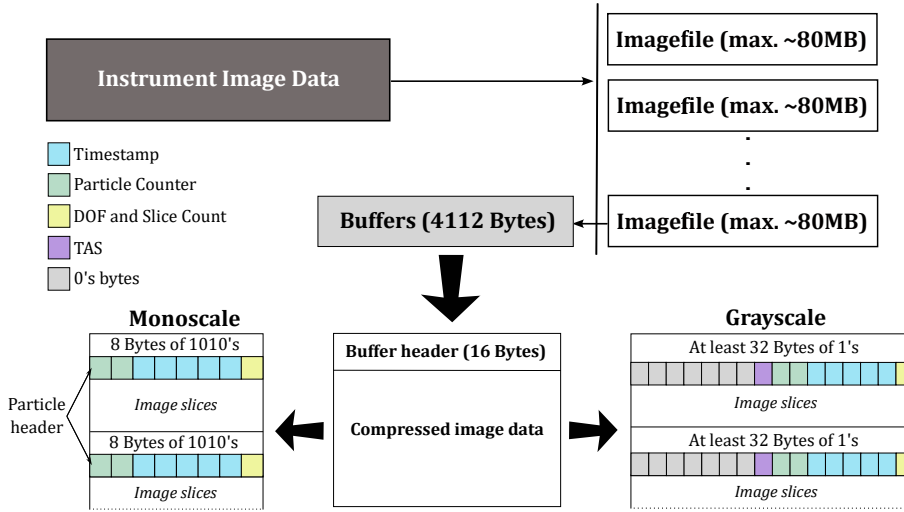 Instrument Image Data
Imagefile (max. ~80MB)
Imagefile (max. ~80MB)
Imagefile (max. ~80MB)
Timestamp
Particle Counter
DOF and Slice Count
TAS
0's bytes
Buffers (4112 Bytes)
Monoscale
8 Bytes of 1010's
Image slices
8 Bytes of 1010's
Image slices
Particle
header
Buffer header (16 Bytes)
Compressed image data
Grayscale
At least 32 Bytes of 1's
Image slices
At least 32 Bytes of 1's
Image slices